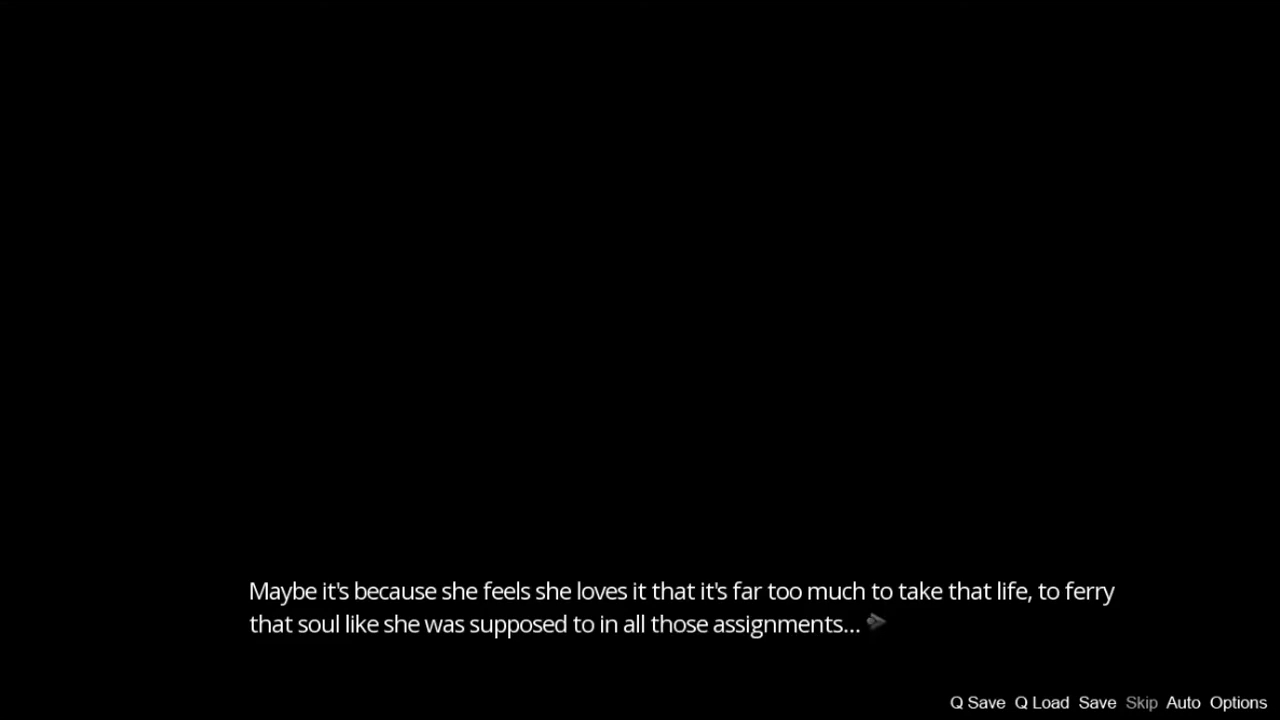 Maybe it's because she feels she loves it that it's far too much to take that life, to ferry
that soul like she was supposed to in all those assignments...
Q Save Q Load Save Skip Auto Options